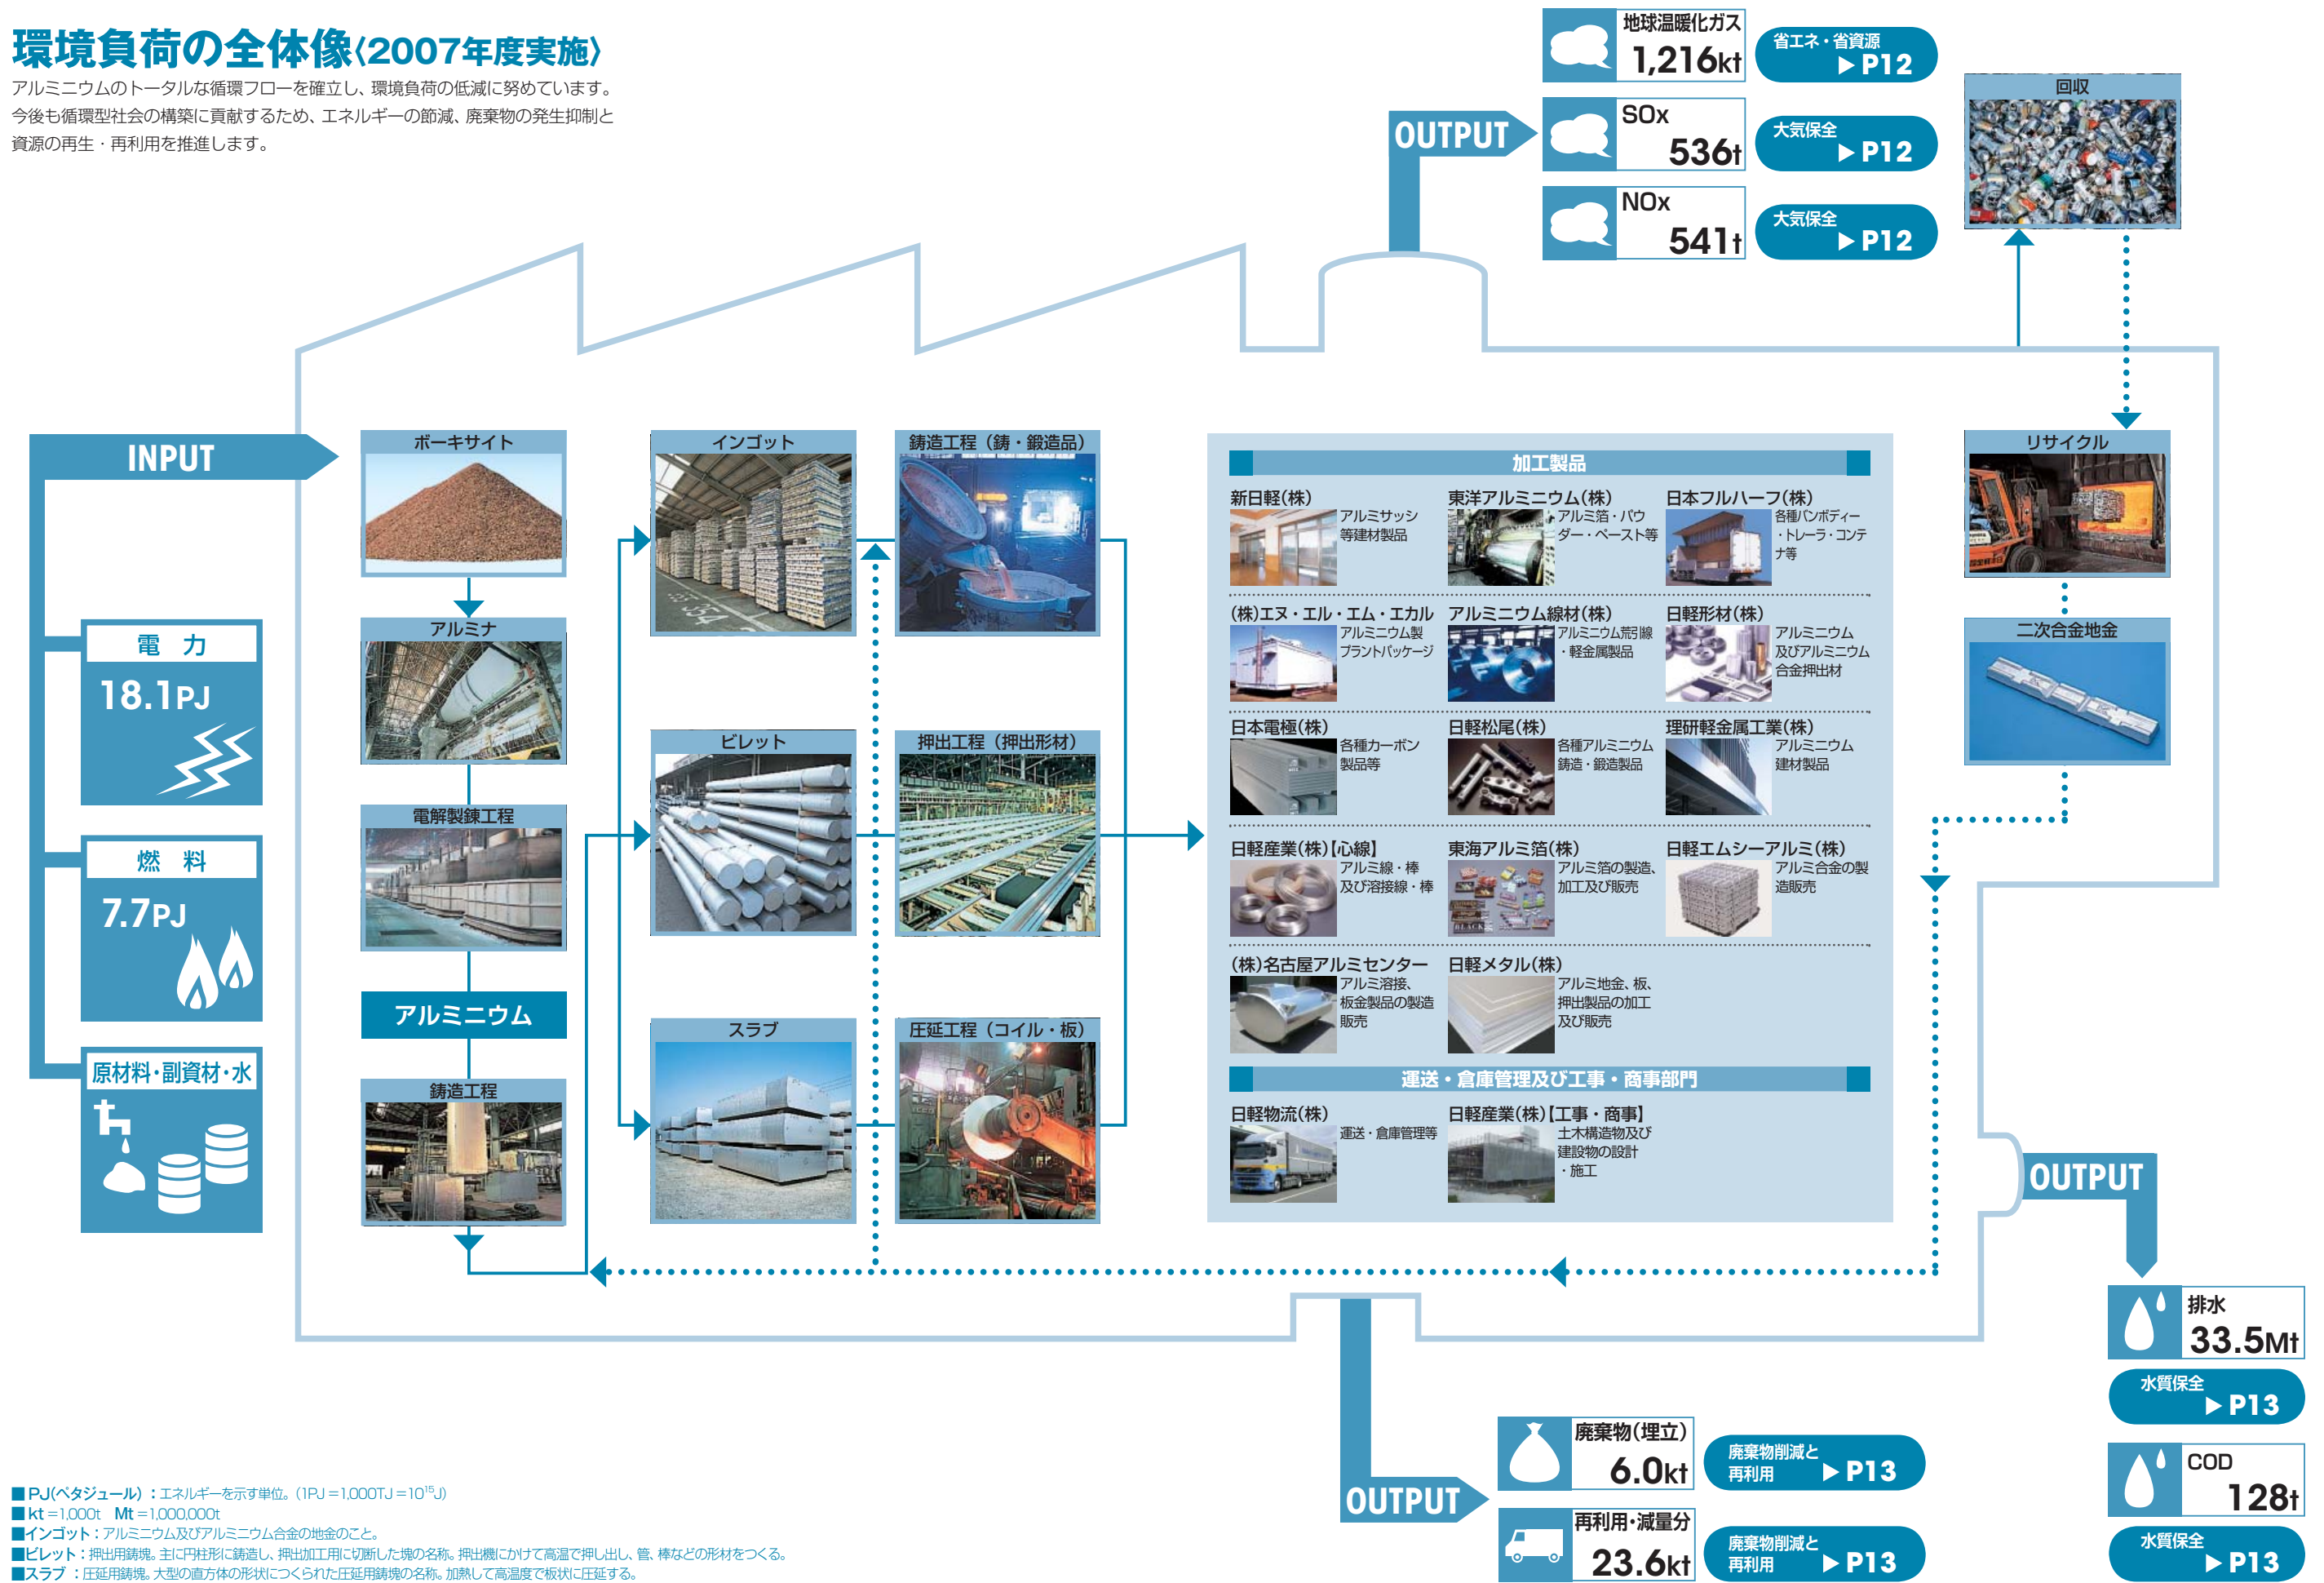 環境負荷の全体像〈2007年度実施〉
アルミニウムのトータルな循環フローを確立し、環境負荷の低減に努めています。
今後も循環型社会の構築に貢献するため、エネルギーの節減、廃棄物の発生抑制と
資源の再生・再利用を推進します。
OUTPUT
地球温暖化ガス
1,216kt
省エネ・省資源
▶P12
SOx
536t
大気保全
▶P12
NOx
541t
大気保全
▶P12
回収
INPUT
電 力
18.1PJ
燃 料
7.7PJ
原材料・副資材・水
ボーキサイト
アルミナ
電解製錬工程
アルミニウム
鋳造工程
インゴット
ビレット
スラブ
鋳造工程（鋳・鍛造品）
押出工程（押出形材）
圧延工程（コイル・板）
加工製品
新日軽(株)
アルミサッシ
等建材製品
東洋アルミニウム(株)
アルミ箔・パウ
ダー・ペースト等
日本フルハーフ(株)
各種バンボディー
・トレーラ・コンテ
ナ等
(株)エヌ・エル・エム・エカル
アルミニウム製
プラントパッケージ
アルミニウム線材(株)
アルミニウム荒引線
・軽金属製品
日軽形材(株)
アルミニウム
及びアルミニウム
合金押出材
日本電極(株)
各種カーボン
製品等
日軽松尾(株)
各種アルミニウム
鋳造・鍛造製品
理研軽金属工業(株)
アルミニウム
建材製品
日軽産業(株)【心線】
アルミ線・棒
及び溶接線・棒
東海アルミ箔(株)
アルミ箔の製造、
加工及び販売
日軽エムシーアルミ(株)
アルミ合金の製
造販売
(株)名古屋アルミセンター
アルミ溶接、
板金製品の製造
販売
日軽メタル(株)
アルミ地金、板、
押出製品の加工
及び販売
運送・倉庫管理及び工事・商事部門
日軽物流(株)
運送・倉庫管理等
日軽産業(株)【工事・商事】
土木構造物及び
建設物の設計
・施工
リサイクル
二次合金地金
OUTPUT
排水
33.5Mt
水質保全
▶P13
COD
128t
水質保全
▶P13
OUTPUT
廃棄物(埋立)
6.0kt
廃棄物削減と
再利用 ▶P13
再利用・減量分
23.6kt
廃棄物削減と
再利用 ▶P13
■PJ(ペタジュール)：エネルギーを示す単位。（1PJ＝1,000TJ＝10¹⁵J）
■kt＝1,000t Mt＝1,000,000t
■インゴット：アルミニウム及びアルミニウム合金の地金のこと。
■ビレット：押出用鋳塊。主に円柱形に鋳造し、押出加工用に切断した塊の名称。押出機にかけて高温で押し出し、管、棒などの形材をつくる。
■スラブ：圧延用鋳塊。大型の直方体の形状につくられた圧延用鋳塊の名称。加熱して高温度で板状に圧延する。